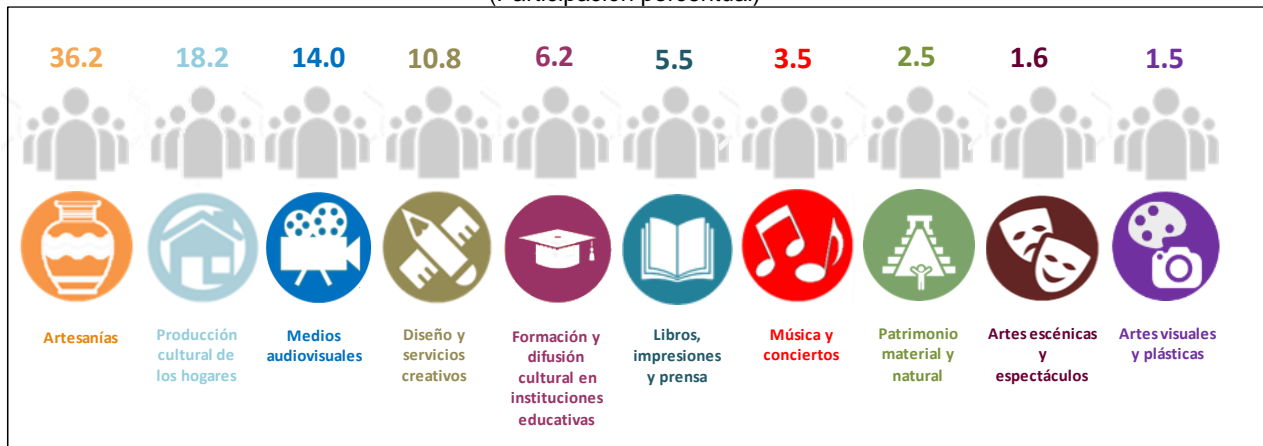 (Participación porcentual)
36.2
18.2
14.0
10.8
6.2
5.5
3.5
2.5
1.6
1.5
Artesanías
Producción
cultural de
los hogares
Medios
audiovisuales
Diseño y
servicios
creativos
Formación y
difusión
cultural en
instituciones
educativas
Libros,
impresiones
y prensa
Música y
conciertos
Patrimonio
material y
natural
Artes escénicas
y
espectáculos
Artes visuales
y plásticas